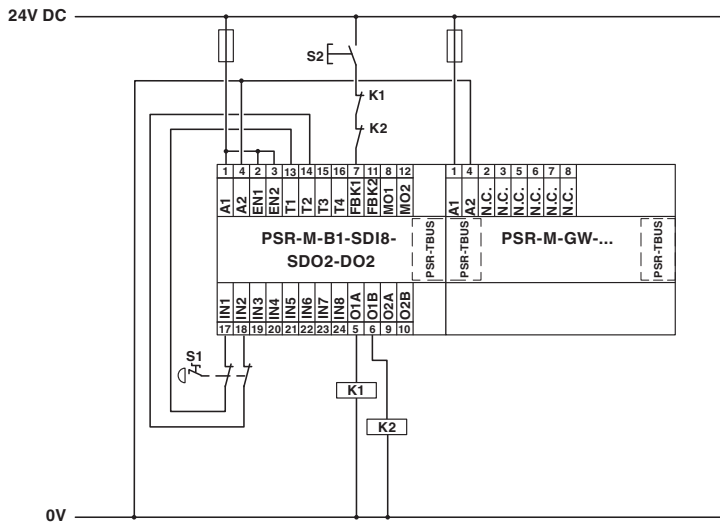 24V DC
S2
K1
K2
1 4 2 3 13 14 15 16 7 11 8 12
A1 A2 EN1 EN2 T1 T2 T3 T4 FBK1 FBK2 MO1 MO2
1 4 2 3 5 6 7 8
A1 A2 N.C. N.C. N.C. N.C. N.C. N.C.
PSR-M-B1-SDI8-
SDO2-DO2
PSR-TBUS
PSR-TBUS
PSR-M-GW-...
PSR-TBUS
IN1 IN2 IN3 IN4 IN5 IN6 IN7 IN8 O1A O1B O2A O2B
17 18 19 20 21 22 23 24 5 6 9 10
S1
K1
K2
0V